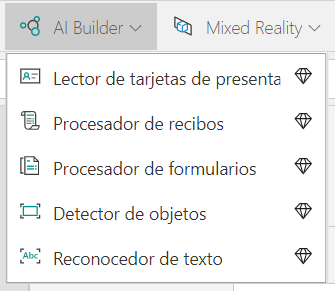 AI Builder
Mixed Reality
Lector de tarjetas de presenta
Procesador de recibos
Procesador de formularios
Detector de objetos
Abc
Reconocedor de texto